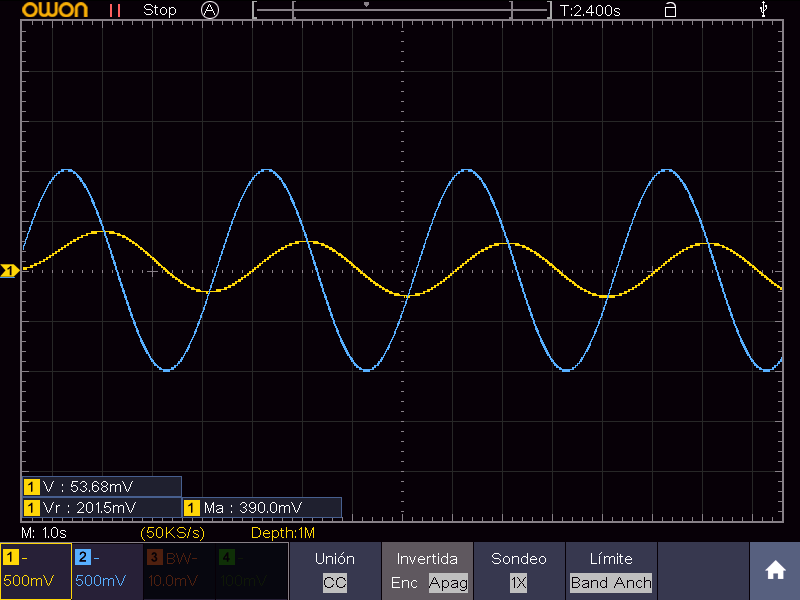 OWON Stop A T:2.400s
1
1 V : 53.68mV
1 Vr : 201.5mV 1 Ma : 390.0mV
M: 1.0s (50KS/s) Depth:1M
1 - 2 - 3 BW- 4 - Unión Invertida Sondeo Límite
500mV 500mV 10.0mV 100mV CC Enc Apag 1X Band Anch